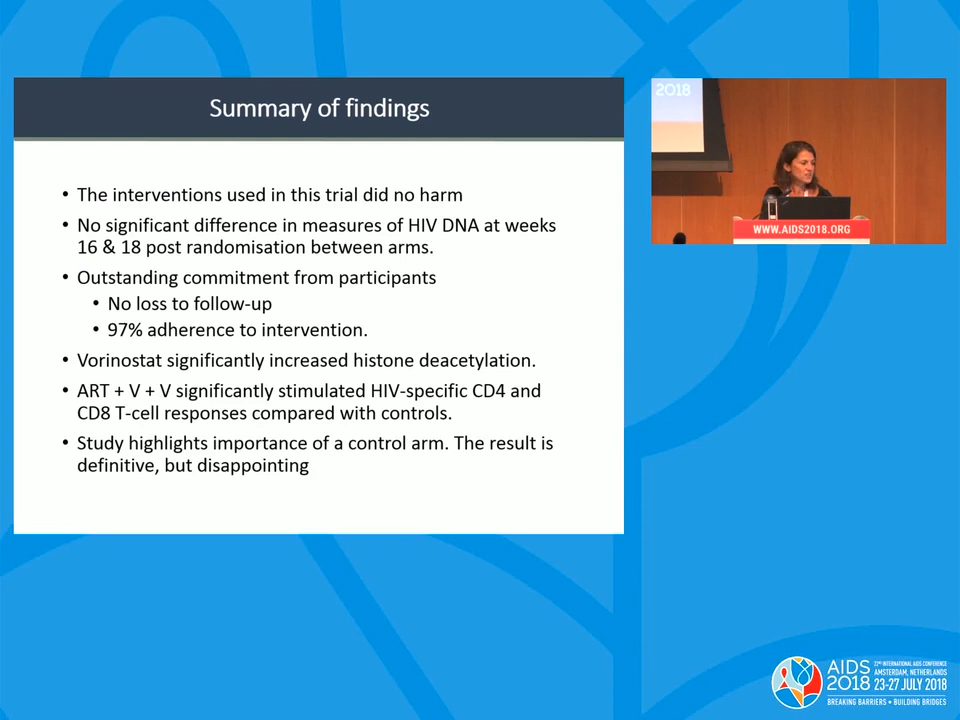 Summary of findings
• The interventions used in this trial did no harm
• No significant difference in measures of HIV DNA at weeks
16 & 18 post randomisation between arms.
• Outstanding commitment from participants
• No loss to follow-up
• 97% adherence to intervention.
• Vorinostat significantly increased histone deacetylation.
• ART + V + V significantly stimulated HIV-specific CD4 and
CD8 T-cell responses compared with controls.
• Study highlights importance of a control arm. The result is
definitive, but disappointing
2018
WWW.AIDS2018.ORG
AIDS
2018
22ND INTERNATIONAL AIDS CONFERENCE
AMSTERDAM, NETHERLANDS
23-27 JULY 2018
BREAKING BARRIERS • BUILDING BRIDGES